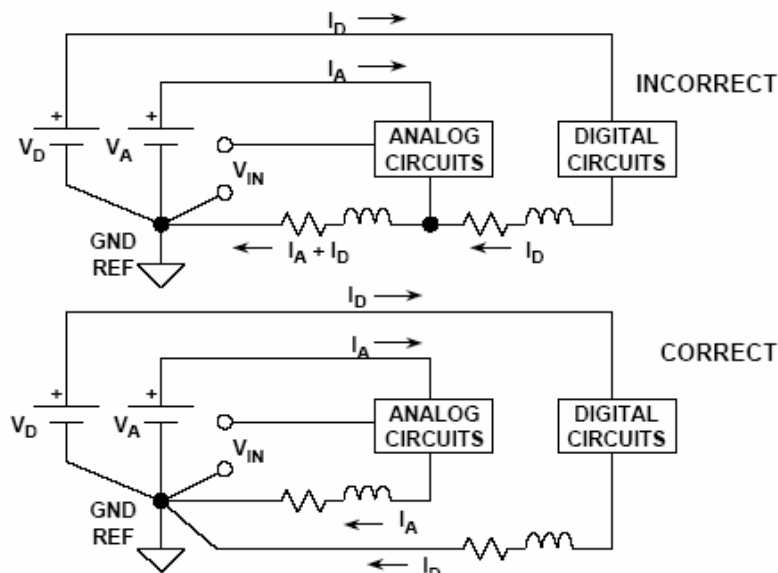 I_D
I_A
INCORRECT
+
+
V_D
V_A
V_IN
ANALOG
CIRCUITS
DIGITAL
CIRCUITS
GND
REF
I_A + I_D
I_D
I_D
I_A
CORRECT
+
+
V_D
V_A
V_IN
ANALOG
CIRCUITS
DIGITAL
CIRCUITS
GND
REF
I_A
I_D